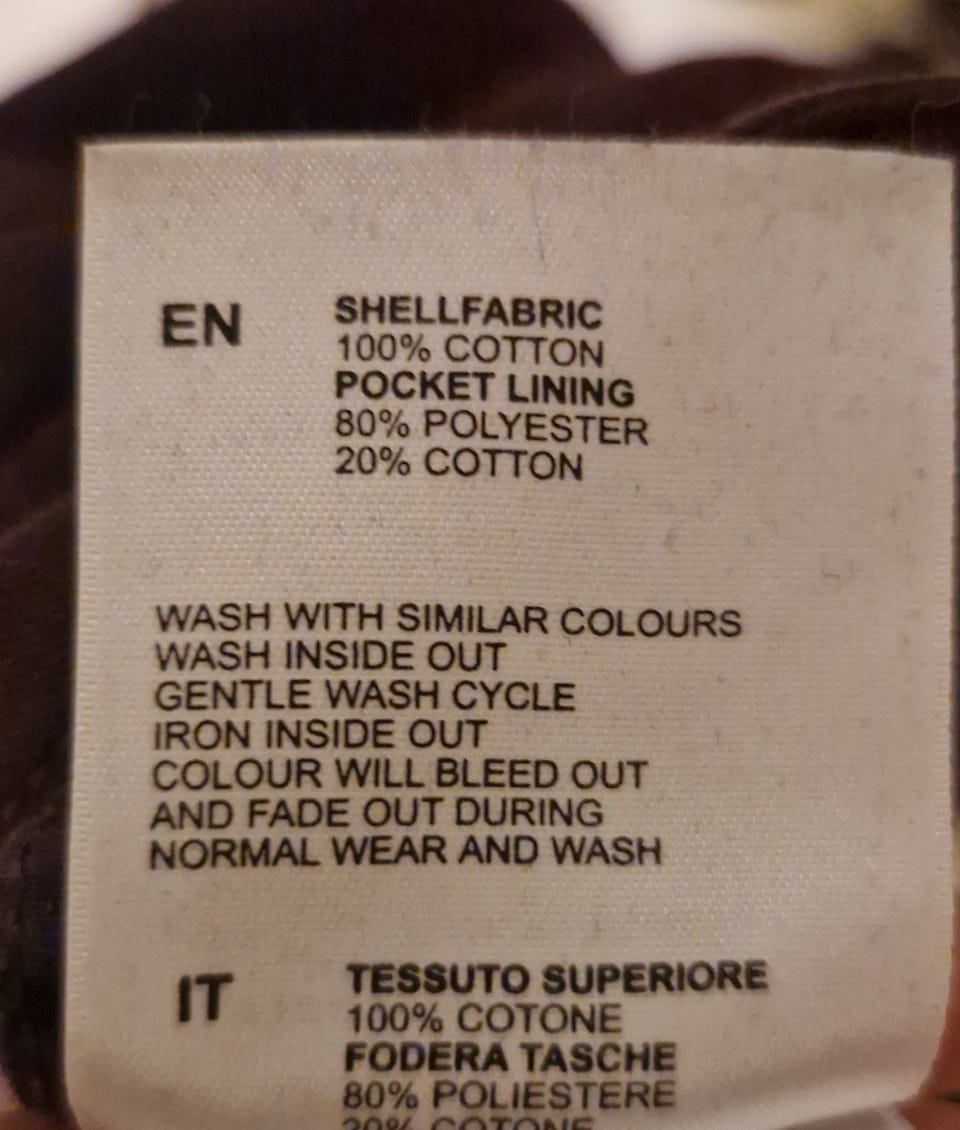 EN
SHELLFABRIC
100% COTTON
POCKET LINING
80% POLYESTER
20% COTTON
WASH WITH SIMILAR COLOURS
WASH INSIDE OUT
GENTLE WASH CYCLE
IRON INSIDE OUT
COLOUR WILL BLEED OUT
AND FADE OUT DURING
NORMAL WEAR AND WASH
IT
TESSUTO SUPERIORE
100% COTONE
FODERA TASCHE
80% POLIESTERE
20% COTONE